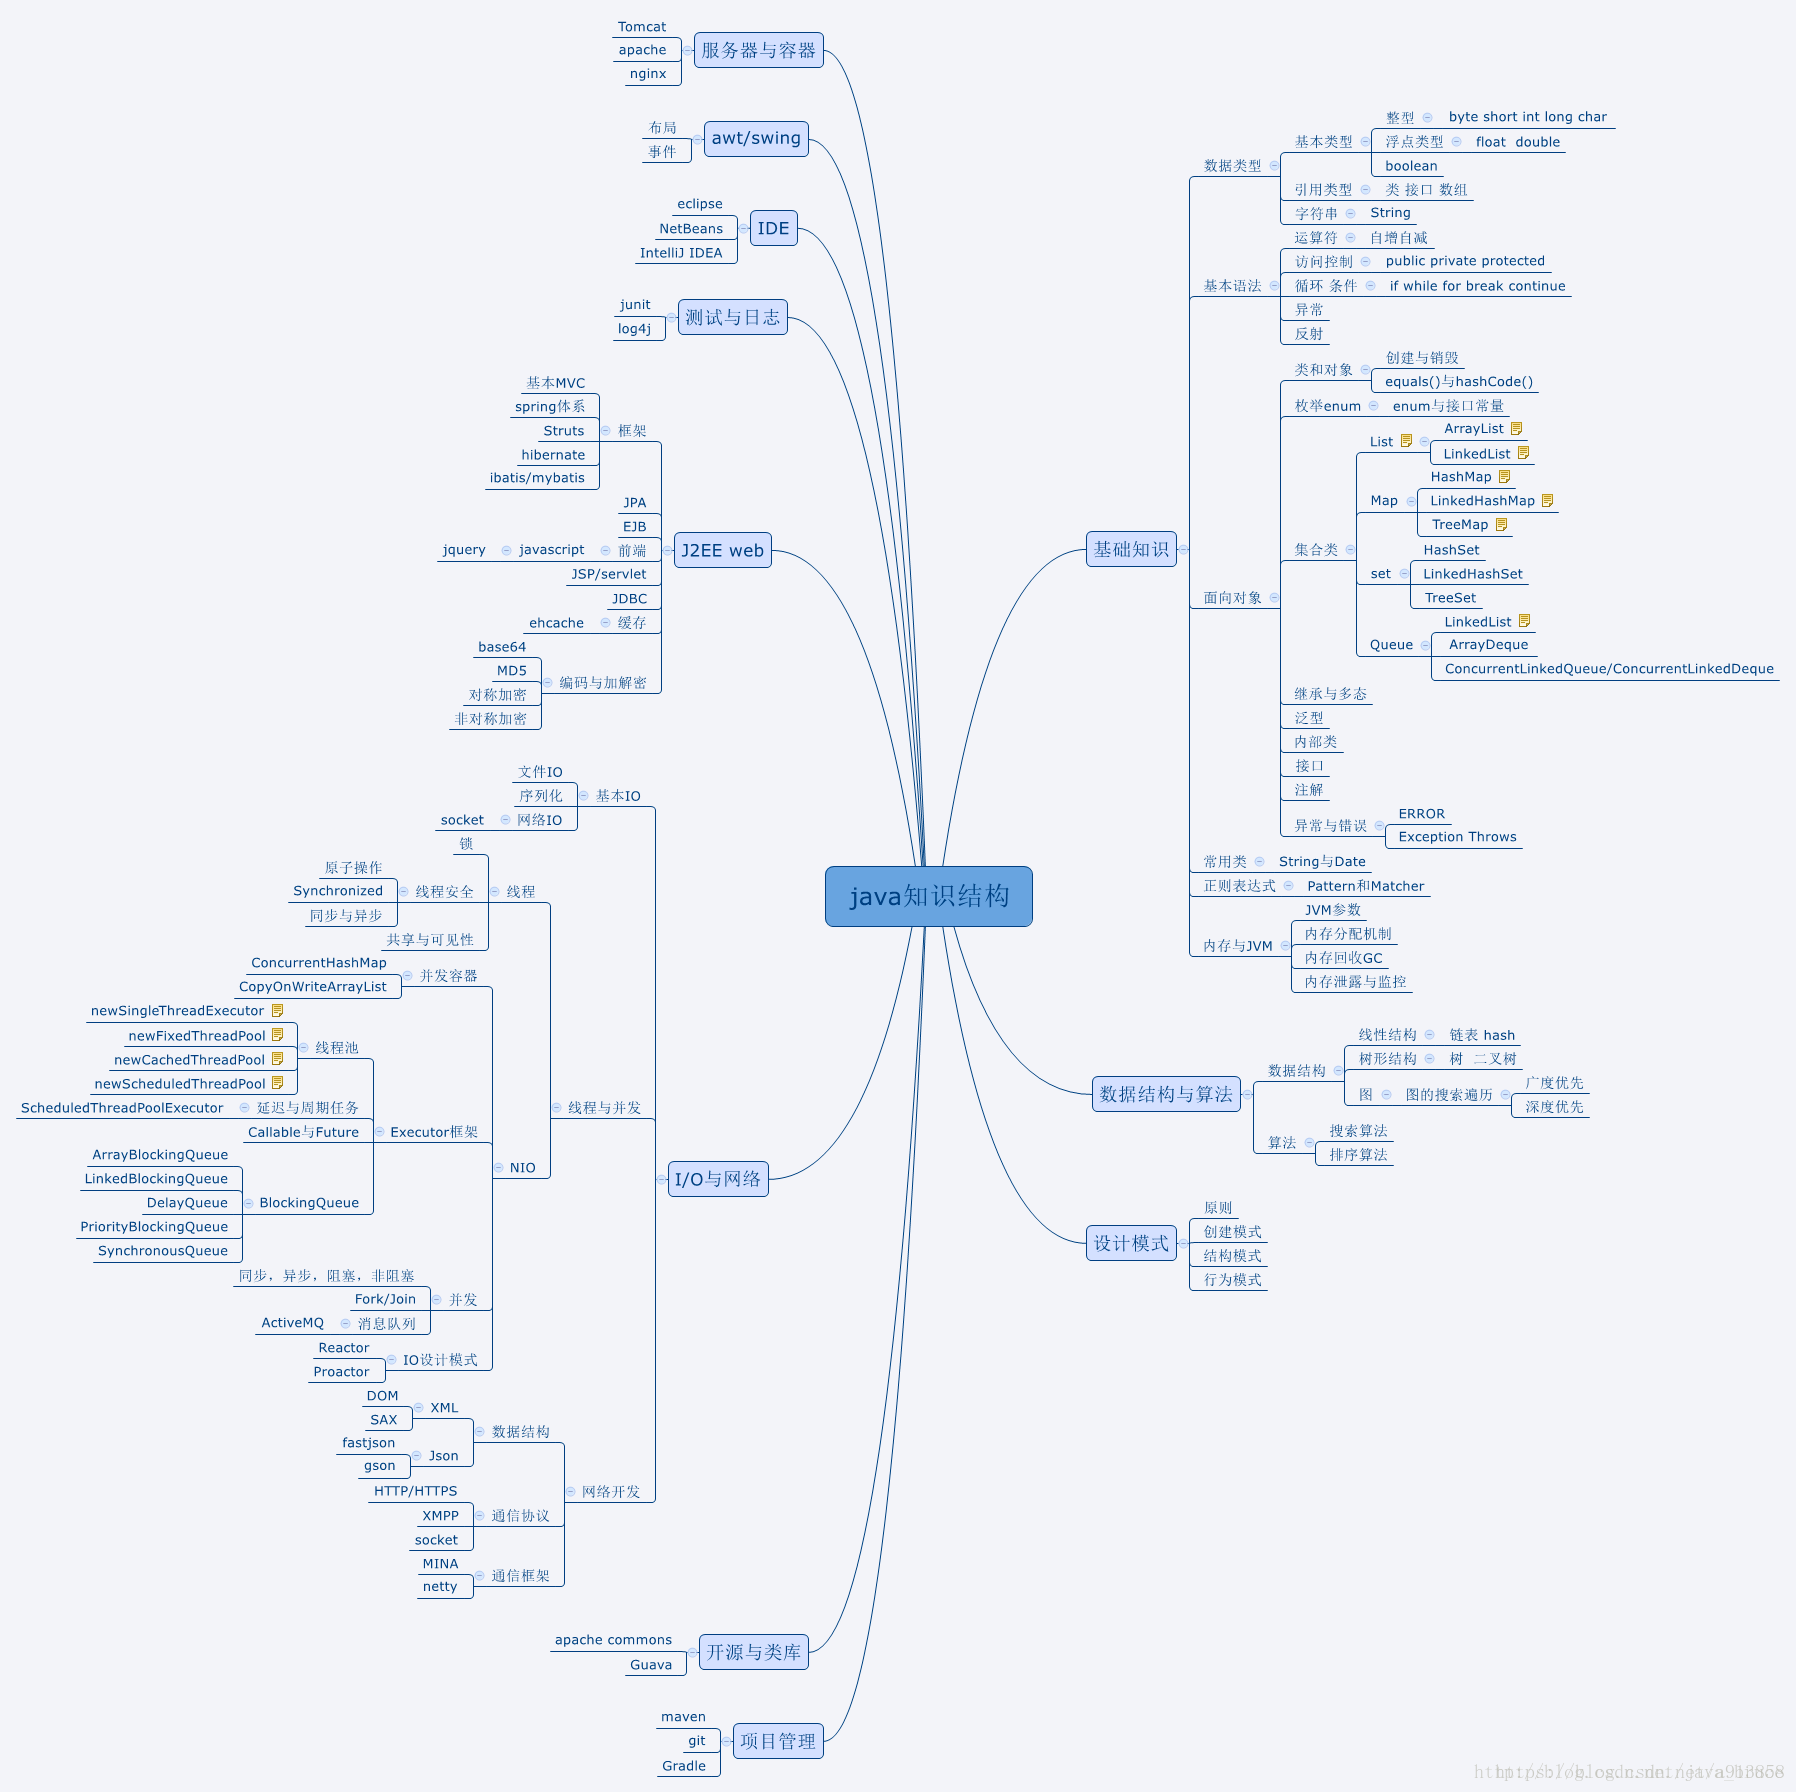 java知识结构
服务器与容器
Tomcat
apache
nginx
awt/swing
布局
事件
IDE
eclipse
NetBeans
IntelliJ IDEA
测试与日志
junit
log4j
J2EE web
框架
基本MVC
spring体系
Struts
hibernate
ibatis/mybatis
JPA
EJB
前端
javascript
jquery
JSP/servlet
JDBC
缓存
ehcache
编码与加解密
base64
MD5
对称加密
非对称加密
I/O与网络
基本IO
文件IO
序列化
网络IO
socket
线程与并发
线程
锁
线程安全
原子操作
Synchronized
同步与异步
共享与可见性
NIO
并发容器
ConcurrentHashMap
CopyOnWriteArrayList
Executor框架
线程池
newSingleThreadExecutor
newFixedThreadPool
newCachedThreadPool
newScheduledThreadPool
延迟与周期任务
ScheduledThreadPoolExecutor
Callable与Future
BlockingQueue
ArrayBlockingQueue
LinkedBlockingQueue
DelayQueue
PriorityBlockingQueue
SynchronousQueue
并发
同步，异步，阻塞，非阻塞
Fork/Join
消息队列
ActiveMQ
IO设计模式
Reactor
Proactor
网络开发
数据结构
XML
DOM
SAX
Json
fastjson
gson
通信协议
HTTP/HTTPS
XMPP
socket
通信框架
MINA
netty
开源与类库
apache commons
Guava
项目管理
maven
git
Gradle
基础知识
数据类型
基本类型
整型
byte short int long char
浮点类型
float double
boolean
引用类型
类 接口 数组
字符串
String
基本语法
运算符
自增自减
访问控制
public private protected
循环 条件
if while for break continue
异常
反射
面向对象
类和对象
创建与销毁
equals()与hashCode()
枚举enum
enum与接口常量
集合类
List
ArrayList
LinkedList
Map
HashMap
LinkedHashMap
TreeMap
set
HashSet
LinkedHashSet
TreeSet
Queue
LinkedList
ArrayDeque
ConcurrentLinkedQueue/ConcurrentLinkedDeque
继承与多态
泛型
内部类
接口
注解
异常与错误
ERROR
Exception Throws
常用类
String与Date
正则表达式
Pattern和Matcher
内存与JVM
JVM参数
内存分配机制
内存回收GC
内存泄露与监控
数据结构与算法
数据结构
线性结构
链表 hash
树形结构
树 二叉树
图
图的搜索遍历
广度优先
深度优先
算法
搜索算法
排序算法
设计模式
原则
创建模式
结构模式
行为模式